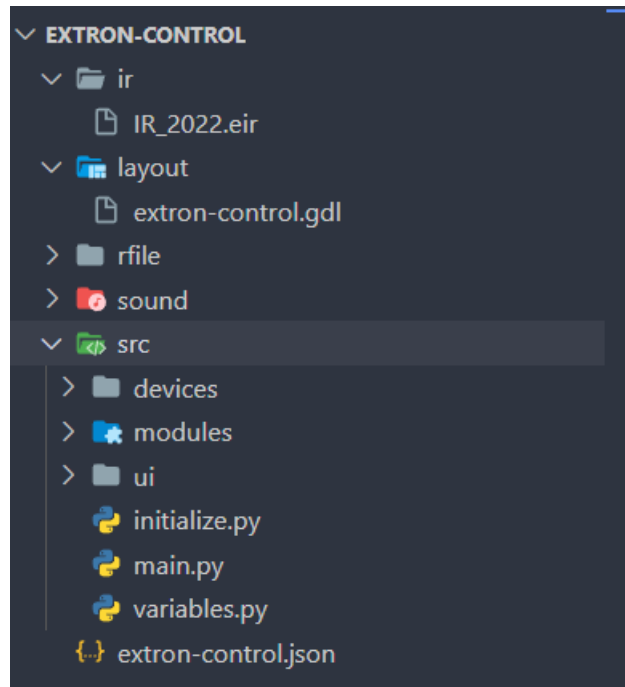 EXTRON-CONTROL
ir
IR_2022.eir
layout
extron-control.gdl
rfile
sound
src
devices
modules
ui
initialize.py
main.py
variables.py
{...} extron-control.json